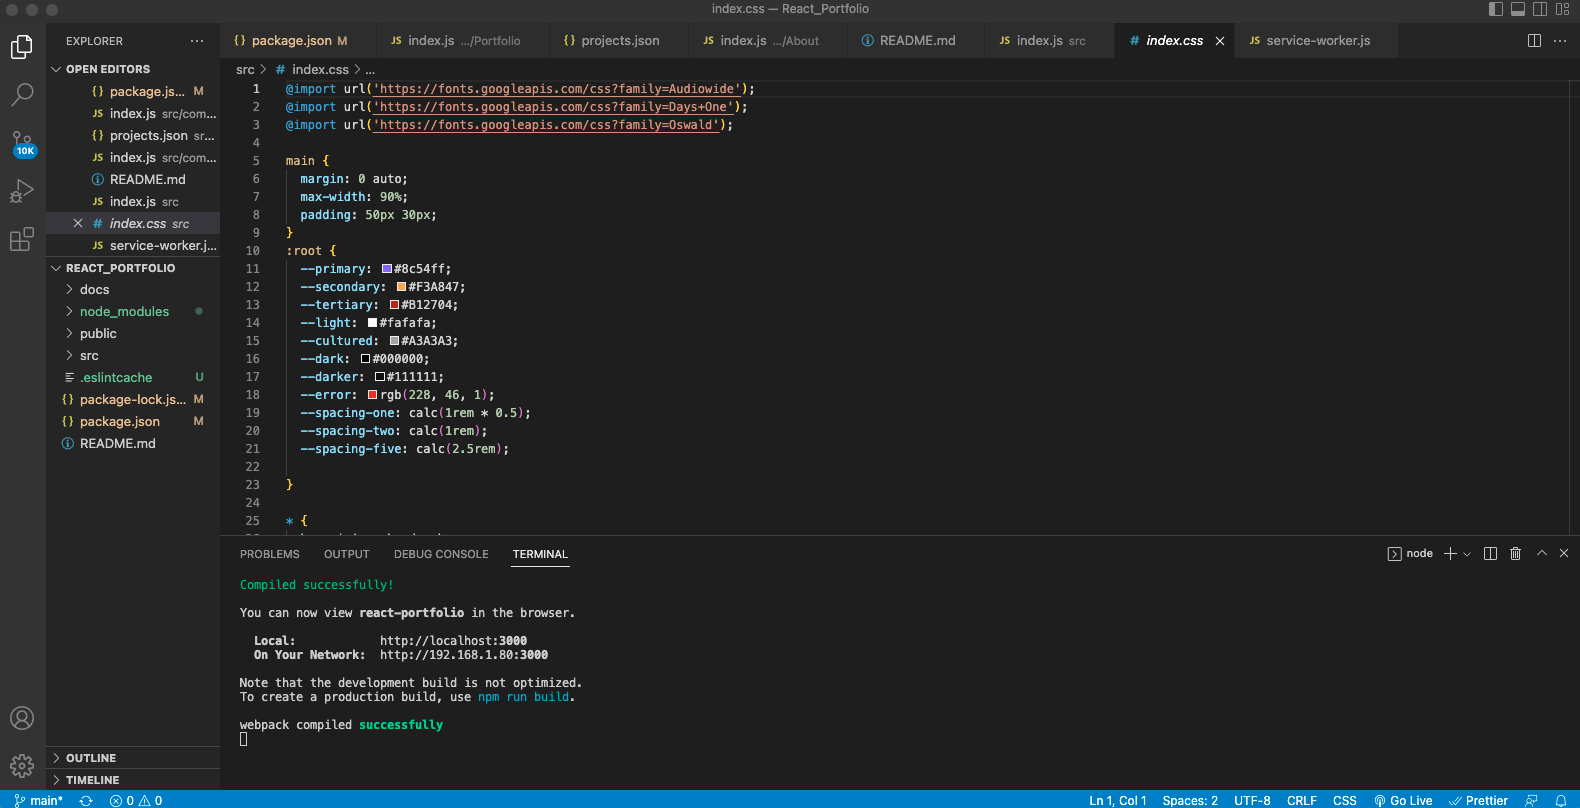 index.css — React_Portfolio
EXPLORER
OPEN EDITORS
{} package.js... M
JS index.js src/com...
{} projects.json sr...
JS index.js src/com...
README.md
JS index.js src
# index.css src
JS service-worker.j...
REACT_PORTFOLIO
docs
node_modules
public
src
.eslintcache U
{} package-lock.js... M
{} package.json M
README.md
OUTLINE
TIMELINE
10K
{} package.json M
JS index.js .../Portfolio
{} projects.json
JS index.js .../About
README.md
JS index.js src
# index.css
JS service-worker.js
src > # index.css > ...
1 @import url('https://fonts.googleapis.com/css?family=Audiowide');
2 @import url('https://fonts.googleapis.com/css?family=Days+One');
3 @import url('https://fonts.googleapis.com/css?family=Oswald');
4
5 main {
6 margin: 0 auto;
7 max-width: 90%;
8 padding: 50px 30px;
9 }
10 :root {
11 --primary: #8c54ff;
12 --secondary: #F3A847;
13 --tertiary: #B12704;
14 --light: #fafafa;
15 --cultured: #A3A3A3;
16 --dark: #000000;
17 --darker: #111111;
18 --error: rgb(228, 46, 1);
19 --spacing-one: calc(1rem * 0.5);
20 --spacing-two: calc(1rem);
21 --spacing-five: calc(2.5rem);
22
23 }
24
25 * {
PROBLEMS OUTPUT DEBUG CONSOLE TERMINAL
node
Compiled successfully!
You can now view react-portfolio in the browser.
Local: http://localhost:3000
On Your Network: http://192.168.1.80:3000
Note that the development build is not optimized.
To create a production build, use npm run build.
webpack compiled successfully
main* 0 0
Ln 1, Col 1 Spaces: 2 UTF-8 CRLF CSS Go Live Prettier